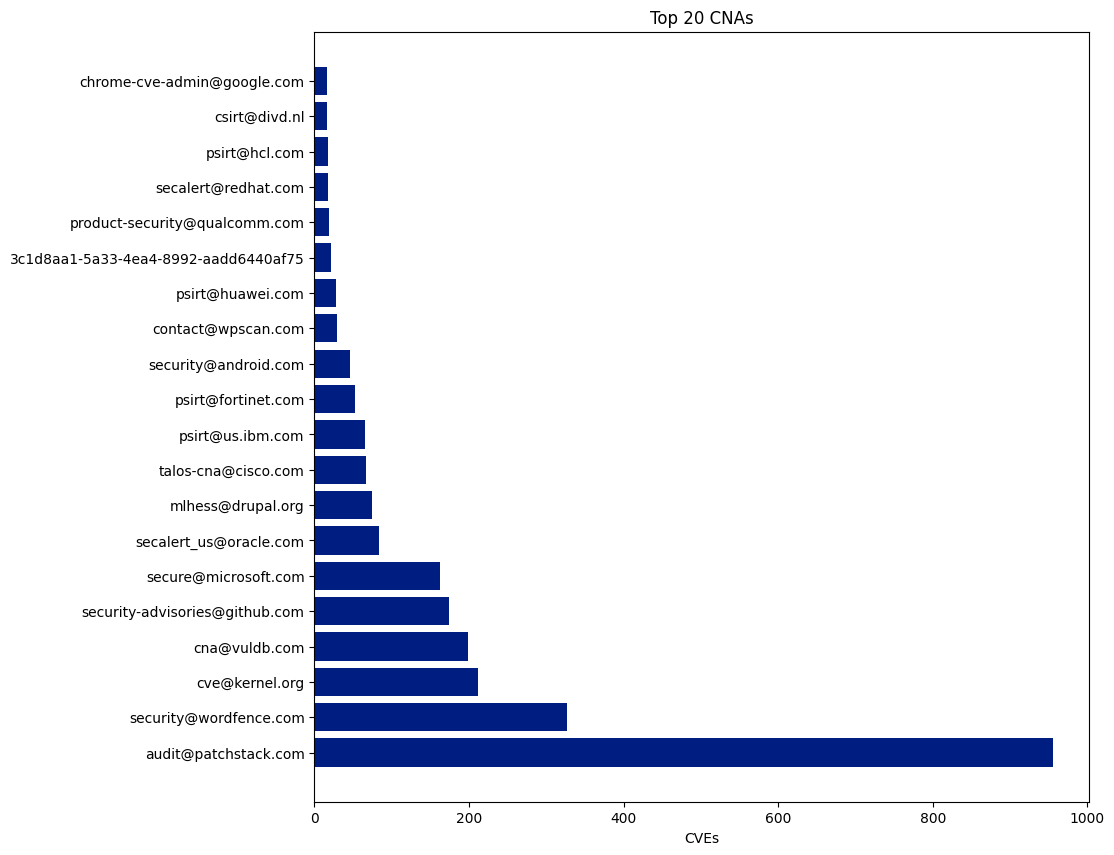 Top 20 CNAs
chrome-cve-admin@google.com
csirt@divd.nl
psirt@hcl.com
secalert@redhat.com
product-security@qualcomm.com
3c1d8aa1-5a33-4ea4-8992-aadd6440af75
psirt@huawei.com
contact@wpscan.com
security@android.com
psirt@fortinet.com
psirt@us.ibm.com
talos-cna@cisco.com
mlhess@drupal.org
secalert_us@oracle.com
secure@microsoft.com
security-advisories@github.com
cna@vuldb.com
cve@kernel.org
security@wordfence.com
audit@patchstack.com
0 200 400 600 800 1000
CVEs